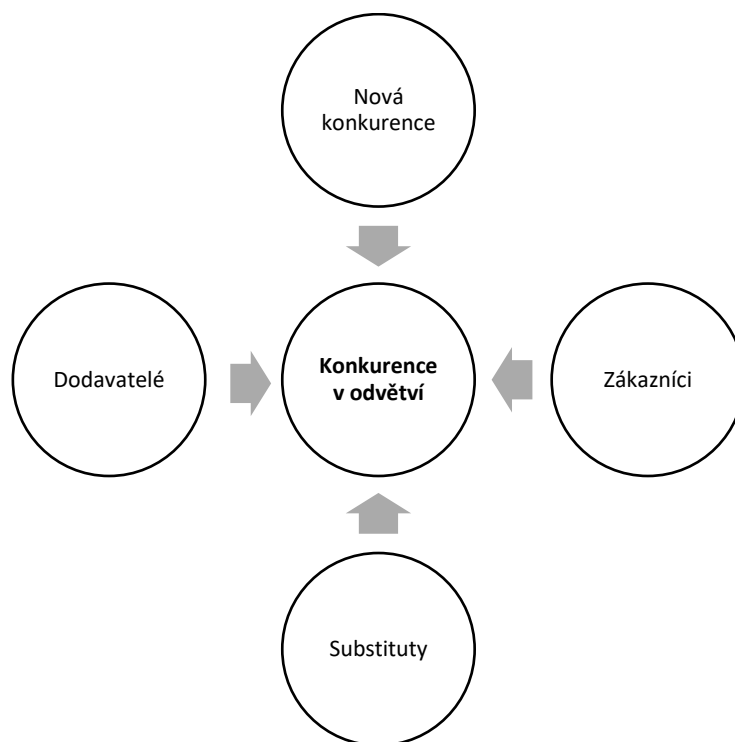 Nová
konkurence
Dodavatelé
Konkurence
v odvětví
Zákazníci
Substituty